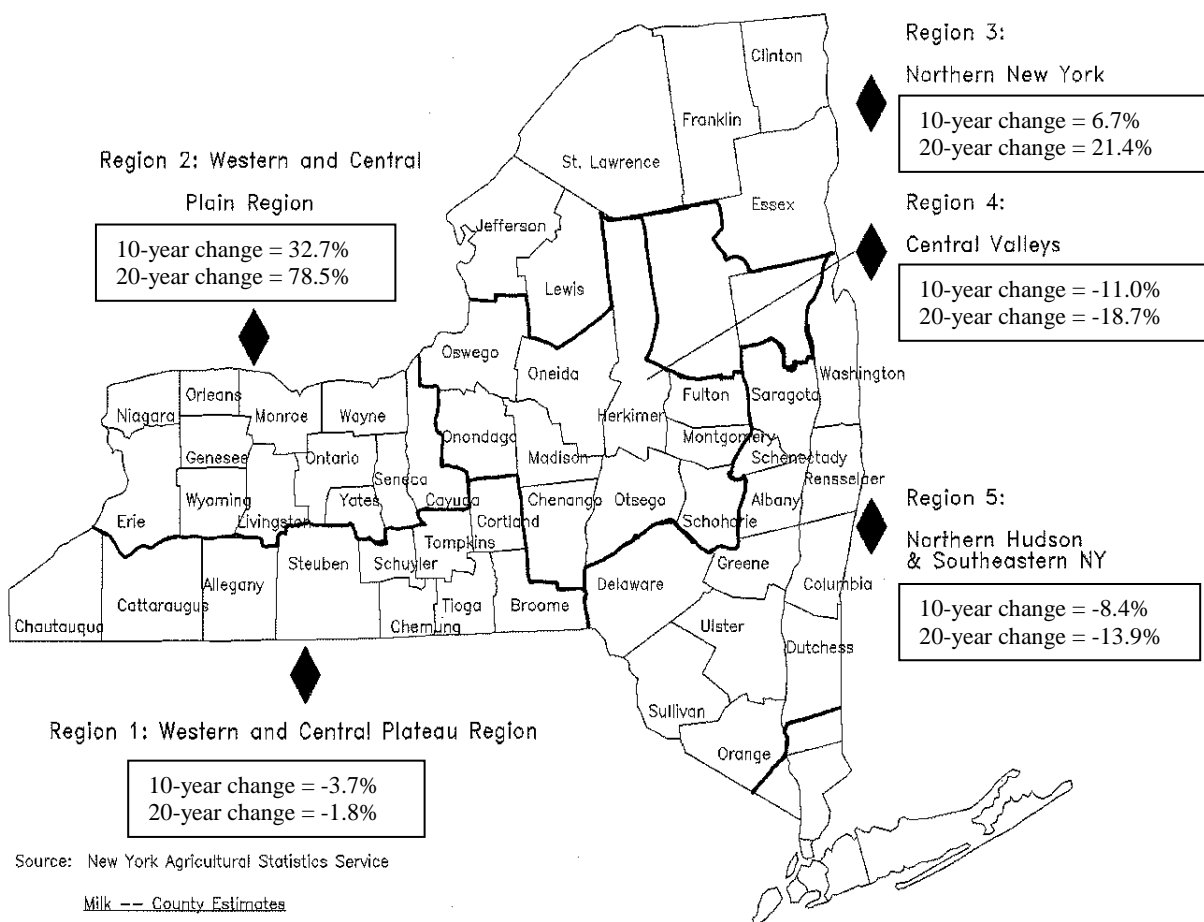 Region 3:
Northern New York
10-year change = 6.7%
20-year change = 21.4%
Region 4:
Central Valleys
10-year change = -11.0%
20-year change = -18.7%
Region 5:
Northern Hudson
& Southeastern NY
10-year change = -8.4%
20-year change = -13.9%
Region 2: Western and Central
Plain Region
10-year change = 32.7%
20-year change = 78.5%
Clinton
Franklin
St. Lawrence
Essex
Jefferson
Lewis
Oswego
Oneida
Herkimer
Fulton
Saratoga
Washington
Montgomery
Schenectady
Rensselaer
Niagara
Orleans
Monroe
Wayne
Onondaga
Madison
Genesee
Ontario
Seneca
Cayuga
Wyoming
Livingston
Yates
Erie
Chenango
Otsego
Schoharie
Albany
Cortland
Tompkins
Steuben
Schuyler
Allegany
Cattaraugus
Chautauqua
Chemung
Tioga
Broome
Delaware
Greene
Columbia
Ulster
Dutchess
Sullivan
Orange
Region 1: Western and Central Plateau Region
10-year change = -3.7%
20-year change = -1.8%
Source: New York Agricultural Statistics Service
Milk -- County Estimates